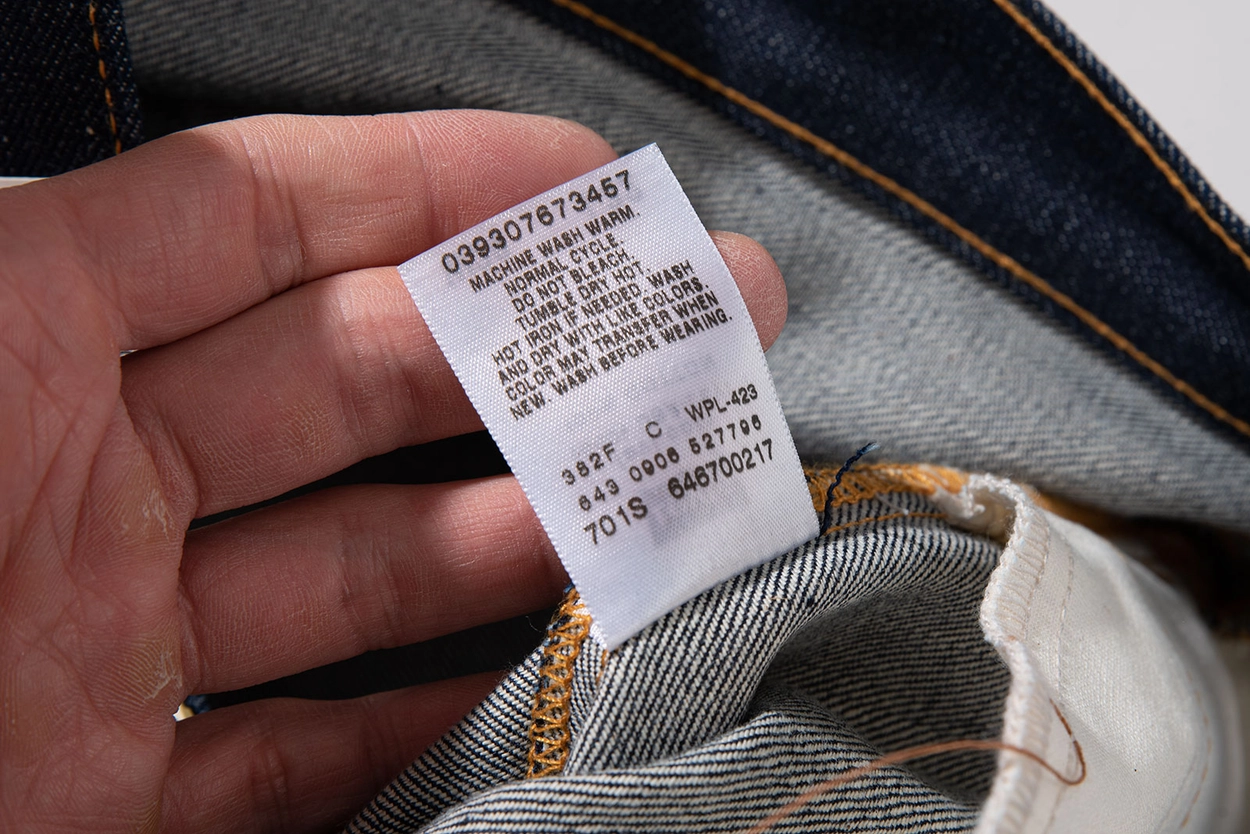 039307673457
MACHINE WASH WARM.
NORMAL CYCLE.
DO NOT BLEACH.
TUMBLE DRY HOT.
HOT IRON IF NEEDED. WASH
AND DRY WITH LIKE COLORS.
COLOR MAY TRANSFER WHEN
NEW. WASH BEFORE WEARING.
382F C WPL-423
643 0906 527796
701S 646700217